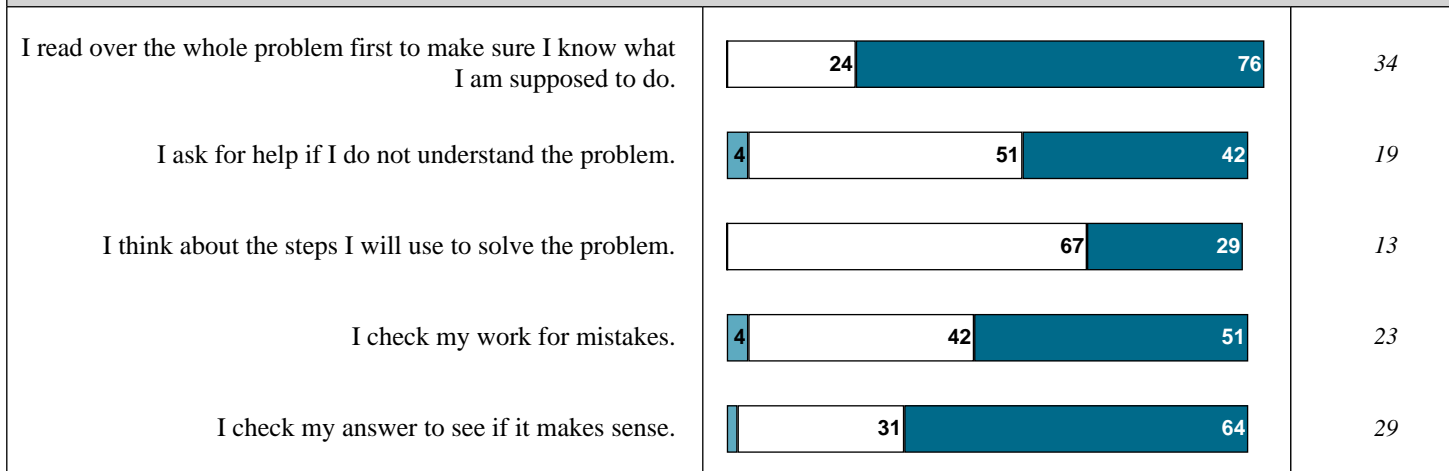 I read over the whole problem first to make sure I know what
I am supposed to do.
24 76 34
I ask for help if I do not understand the problem.
4 51 42 19
I think about the steps I will use to solve the problem.
67 29 13
I check my work for mistakes.
4 42 51 23
I check my answer to see if it makes sense.
31 64 29